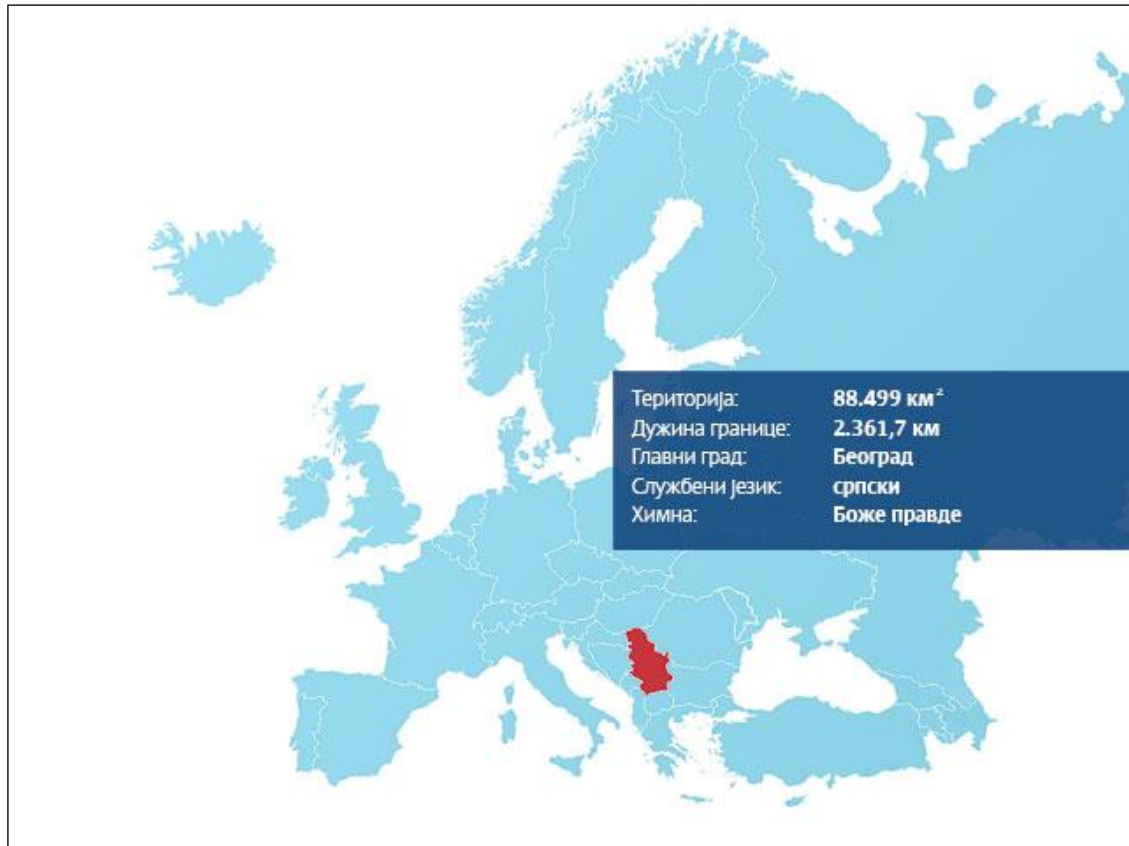 Територија: 88.499 км²
Дужина границе: 2.361,7 км
Главни град: Београд
Службени језик: српски
Химна: Боже правде